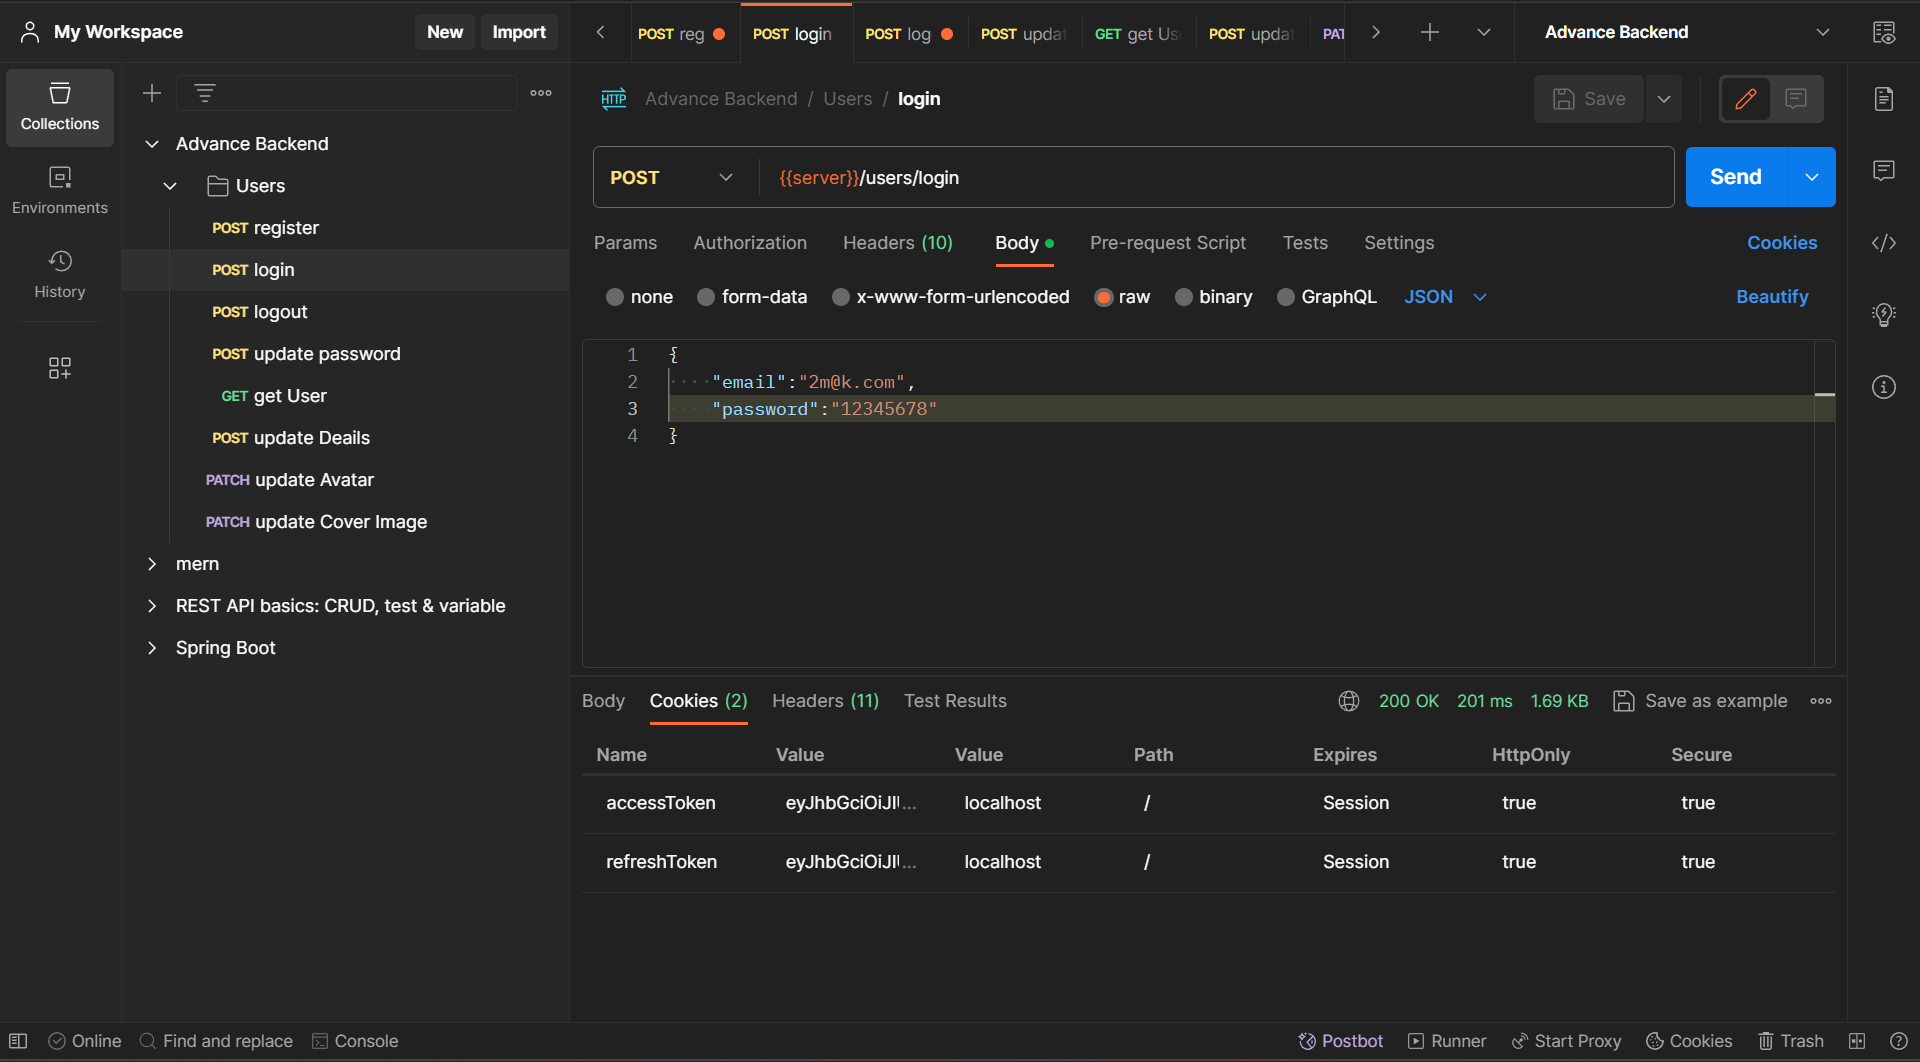 My Workspace
New
Import
POST reg
POST login
POST log
POST updat
GET get Us
POST updat
PAT
Advance Backend
Collections
Environments
History
Advance Backend
Users
POST register
POST login
POST logout
POST update password
GET get User
POST update Deails
PATCH update Avatar
PATCH update Cover Image
mern
REST API basics: CRUD, test & variable
Spring Boot
HTTP Advance Backend / Users / login
Save
POST
{{server}}/users/login
Send
Params Authorization Headers (10) Body Pre-request Script Tests Settings Cookies
none form-data x-www-form-urlencoded raw binary GraphQL JSON Beautify
1 {
2 "email":"2m@k.com",
3 "password":"12345678"
4 }
Body Cookies (2) Headers (11) Test Results 200 OK 201 ms 1.69 KB Save as example
Name Value Value Path Expires HttpOnly Secure
accessToken eyJhbGciOiJIU... localhost / Session true true
refreshToken eyJhbGciOiJIU... localhost / Session true true
Online Find and replace Console Postbot Runner Start Proxy Cookies Trash